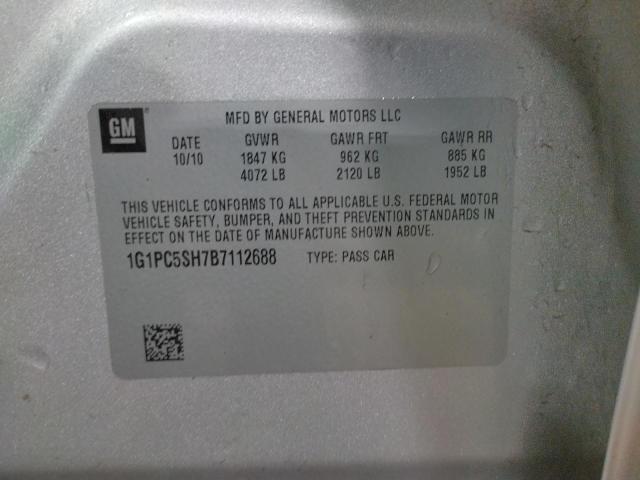 GM
MFD BY GENERAL MOTORS LLC
DATE GVWR GAWR FRT GAWR RR
10/10 1847 KG 962 KG 885 KG
4072 LB 2120 LB 1952 LB
THIS VEHICLE CONFORMS TO ALL APPLICABLE U.S. FEDERAL MOTOR
VEHICLE SAFETY, BUMPER, AND THEFT PREVENTION STANDARDS IN
EFFECT ON THE DATE OF MANUFACTURE SHOWN ABOVE.
1G1PC5SH7B7112688 TYPE: PASS CAR